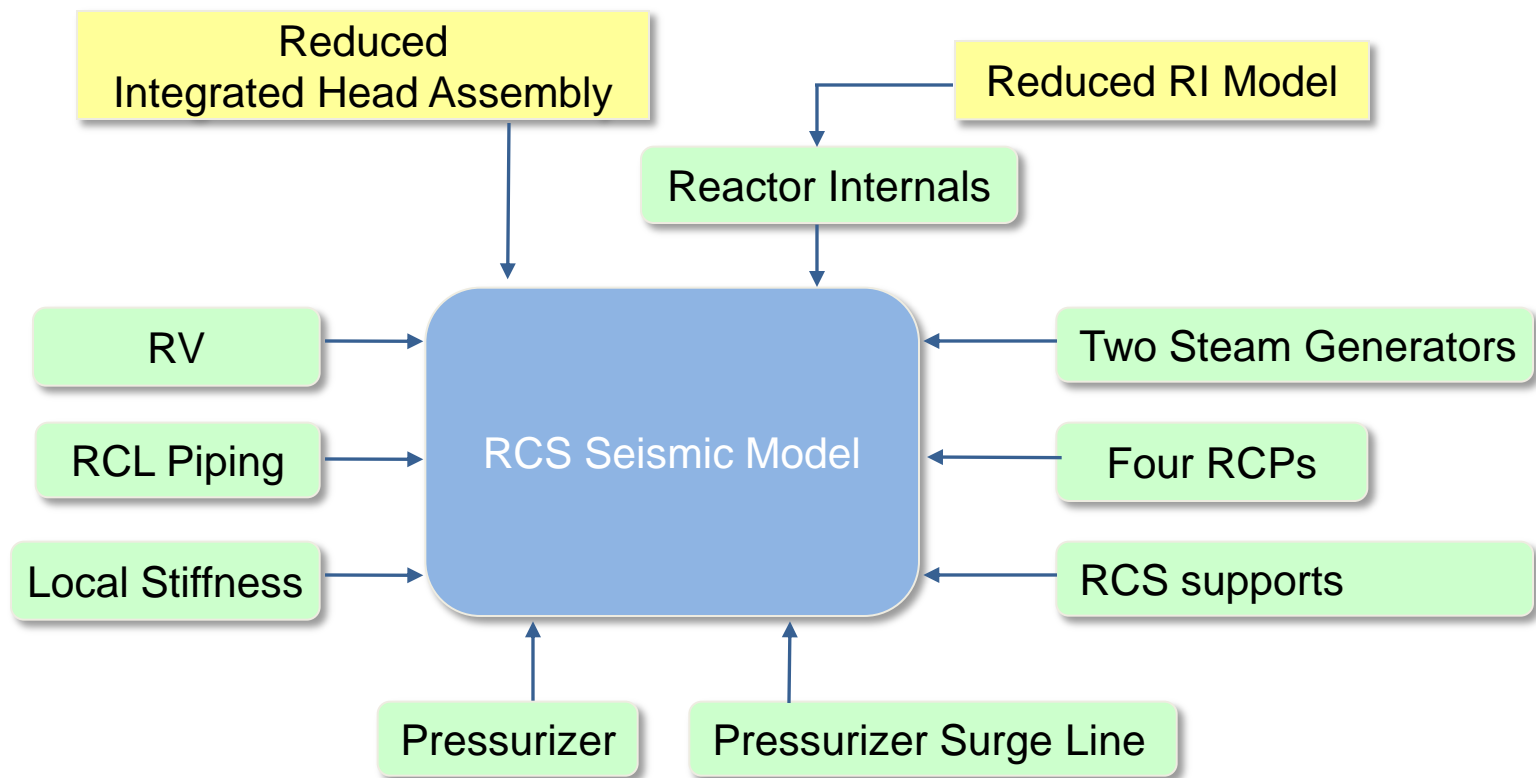 Reduced
Integrated Head Assembly
Reduced RI Model
Reactor Internals
RV
Two Steam Generators
RCS Seismic Model
RCL Piping
Four RCPs
Local Stiffness
RCS supports
Pressurizer
Pressurizer Surge Line